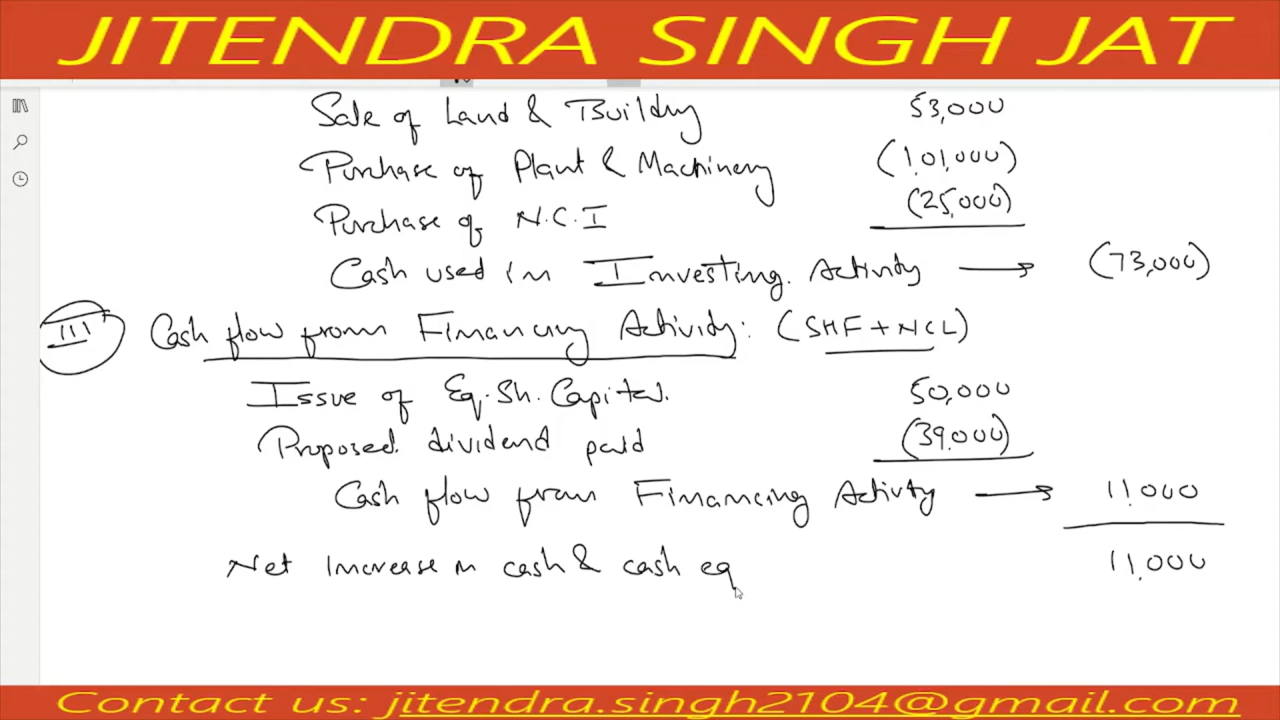 JITENDRA SINGH JAT
Sale of Land & Building 53,000
Purchase of Plant & Machinery (1,01,000)
Purchase of N.C.I (25,000)
Cash used in Investing Activity → (73,000)
III Cash flow from Financing Activity: (SHF + NCL)
Issue of Eq. Sh. Capital. 50,000
Proposed dividend paid (39,000)
Cash flow from Financing Activity → 11,000
Net increase in cash & cash eq 11,000
Contact us: jitendra.singh2104@gmail.com